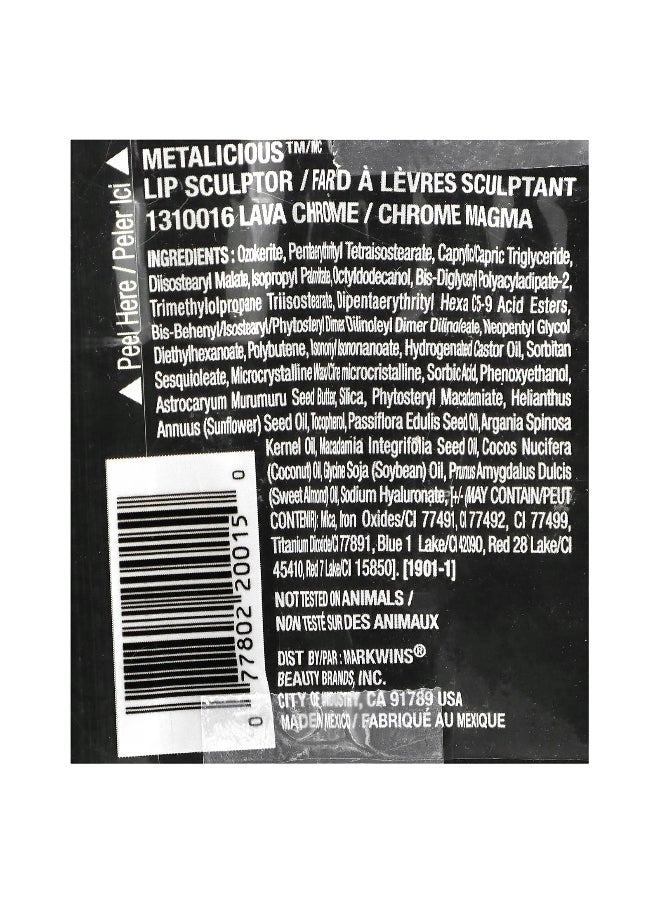 Peel Here / Peler Ici
METALICIOUS™/MC
LIP SCULPTOR / FARD À LÈVRES SCULPTANT
1310016 LAVA CHROME / CHROME MAGMA
INGREDIENTS : Ozokerite, Pentaerythrityl Tetraisostearate, Caprylic/Capric Triglyceride,
Diisostearyl Malate, Isopropyl Palmitate, Octyldodecanol, Bis-Diglyceryl Polyacyladipate-2,
Trimethylolpropane Triisostearate, Dipentaerythrityl Hexa C5-9 Acid Esters,
Bis-Behenyl/Isostearyl/Phytosteryl Dimer Dilinoleyl Dimer Dilinoleate, Neopentyl Glycol
Diethylhexanoate, Polybutene, Isononyl Isononanoate, Hydrogenated Castor Oil, Sorbitan
Sesquioleate, Microcrystalline Wax/Cire microcristalline, Sorbic Acid, Phenoxyethanol,
Astrocaryum Murumuru Seed Butter, Silica, Phytosteryl Macadamiate, Helianthus
Annuus (Sunflower) Seed Oil, Tocopherol, Passiflora Edulis Seed Oil, Argania Spinosa
Kernel Oil, Macadamia Integrifolia Seed Oil, Cocos Nucifera
(Coconut) Oil, Glycine Soja (Soybean) Oil, Prunus Amygdalus Dulcis
(Sweet Almond) Oil, Sodium Hyaluronate, [+/- (MAY CONTAIN/PEUT
CONTENIR): Mica, Iron Oxides/CI 77491, CI 77492, CI 77499,
Titanium Dioxide/CI 77891, Blue 1 Lake/CI 42090, Red 28 Lake/CI
45410, Red 7 Lake/CI 15850]. [1901-1]
NOT TESTED ON ANIMALS /
NON TESTÉ SUR DES ANIMAUX
DIST BY/PAR : MARKWINS®
BEAUTY BRANDS, INC.
CITY OF INDUSTRY, CA 91789 USA
MADE IN MEXICO / FABRIQUÉ AU MEXIQUE
0 77802 20015 0